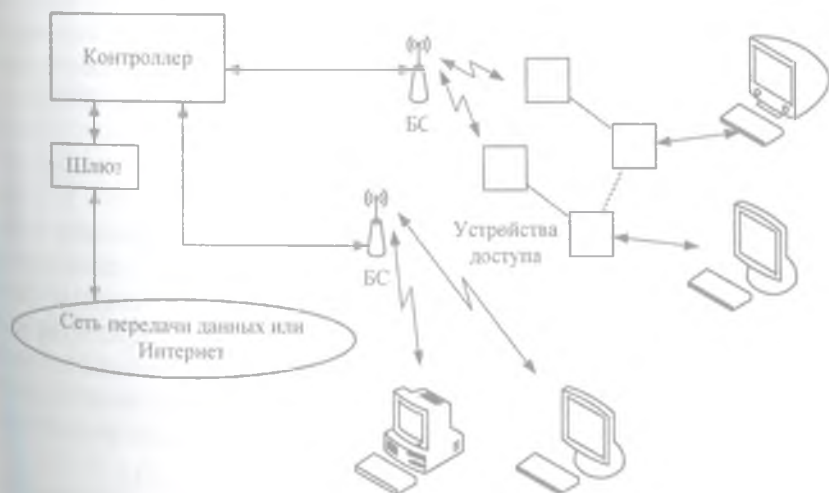 Контроллер
БС
Шлюз
Устройства
доступа
БС
Сеть передачи данных или
Интернет